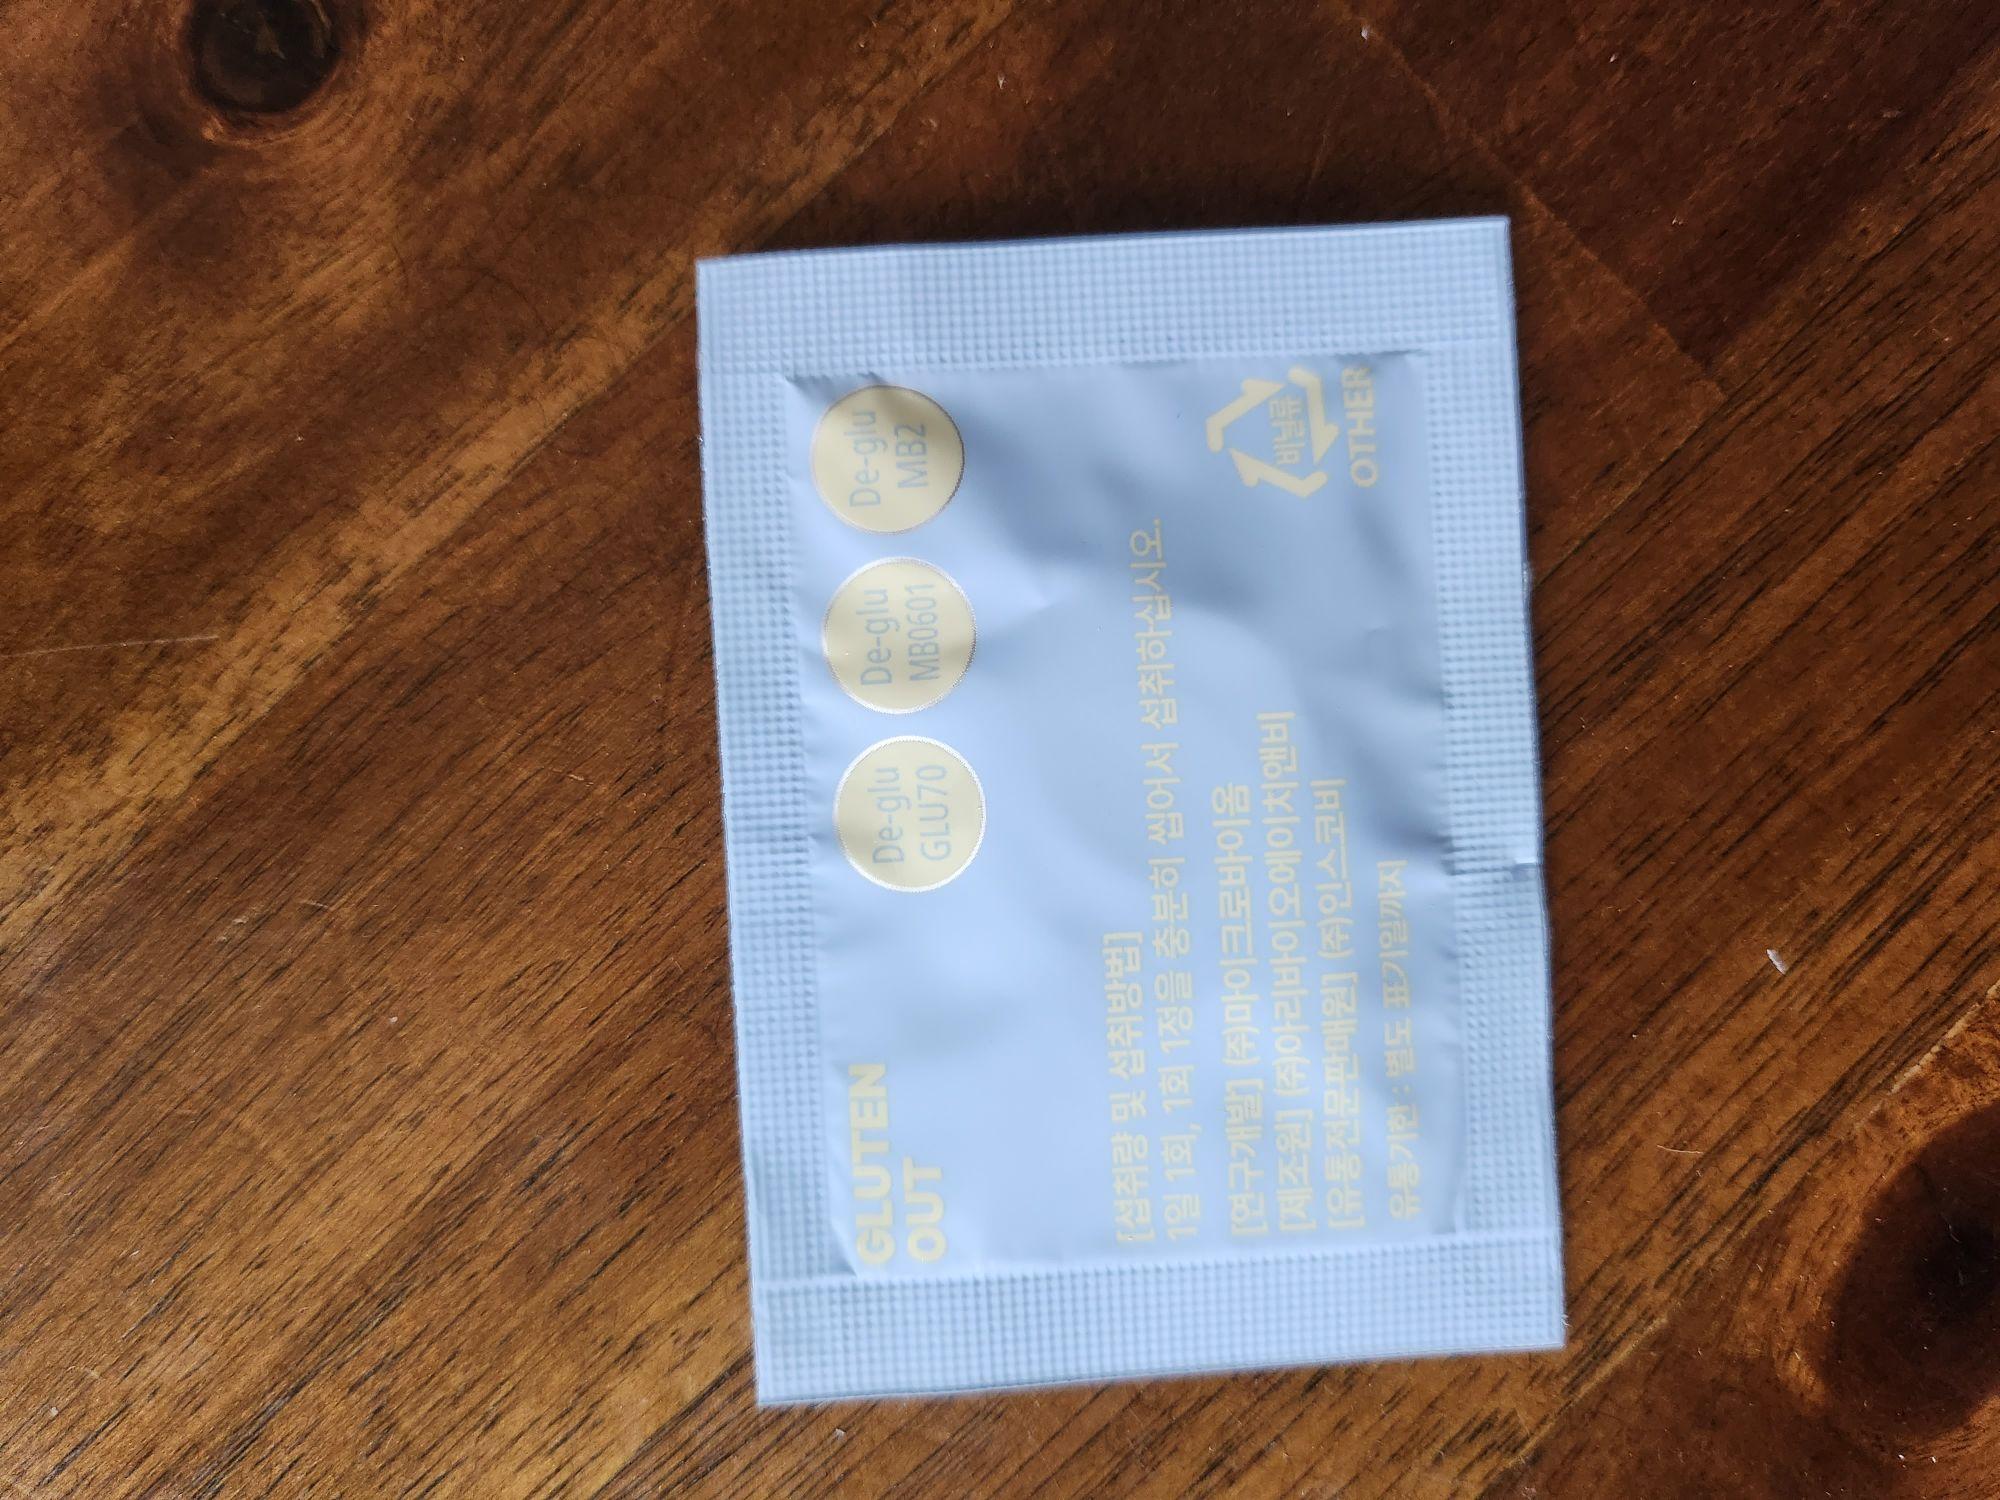 GLUTEN
OUT
De-glu
GLU70
De-glu
MB0601
De-glu
MB2
[섭취량 및 섭취방법]
1일 1회, 1회 1정을 충분히 씹어서 섭취하십시오.
[연구개발] (주)마이크로바이옴
[제조원] (주)아리바이오에이치앤비
[유통전문판매원] (주)인스코비
유통기한 : 별도 표기일까지
비닐류
OTHER